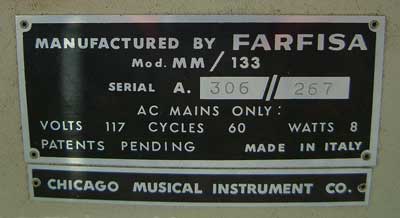 MANUFACTURED BY FARFISA
Mod. MM/133
SERIAL A. 306 // 267
AC MAINS ONLY:
VOLTS 117 CYCLES 60 WATTS 8
PATENTS PENDING MADE IN ITALY
CHICAGO MUSICAL INSTRUMENT CO.